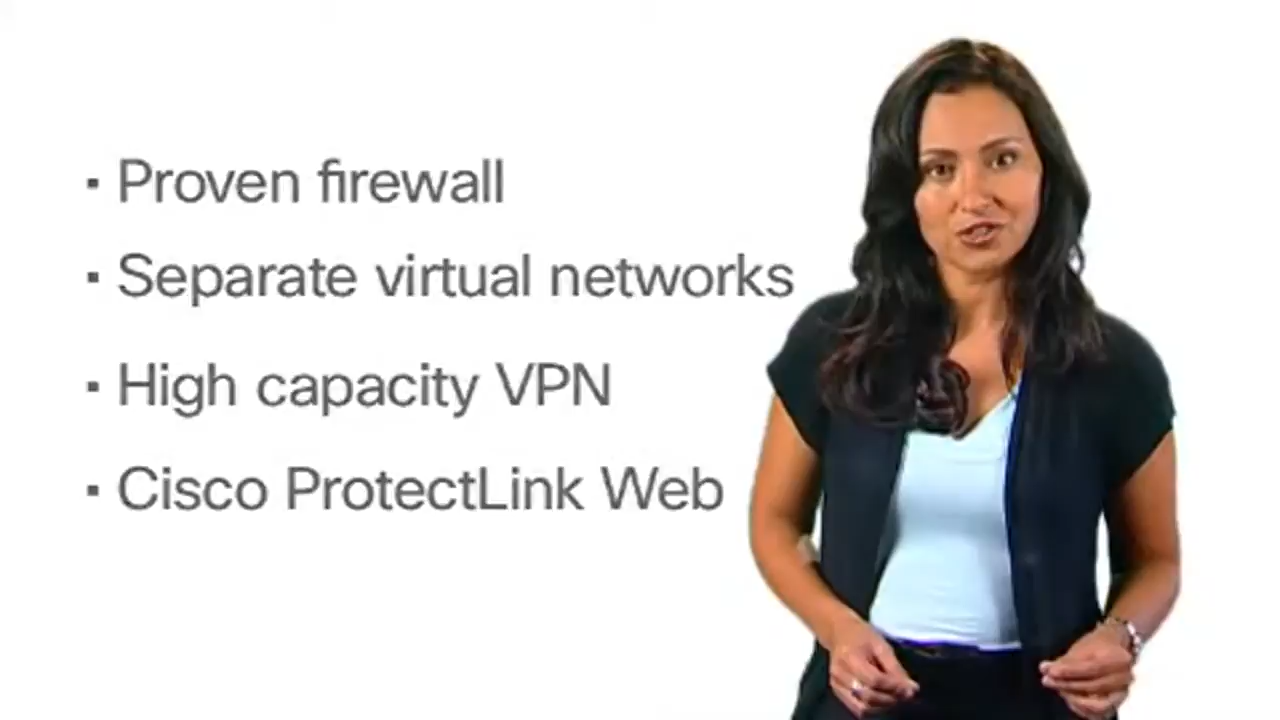 ▪ Proven firewall
▪ Separate virtual networks
▪ High capacity VPN
▪ Cisco ProtectLink Web